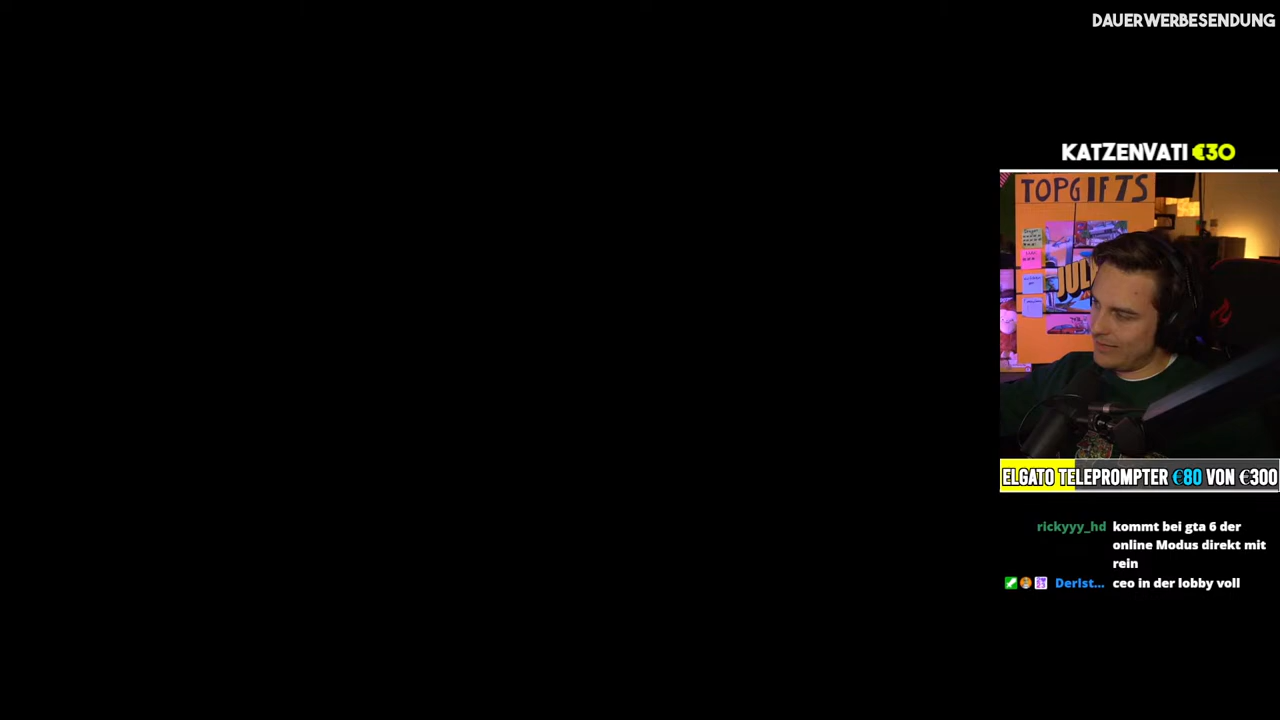 DAUERWERBESENDUNG
KATZENVATI €30
TOPGIFTS
JULY
ELGATO TELEPROMPTER €80 VON €300
rickyyy_hd kommt bei gta 6 der
online Modus direkt mit
rein
DerIst... ceo in der lobby voll